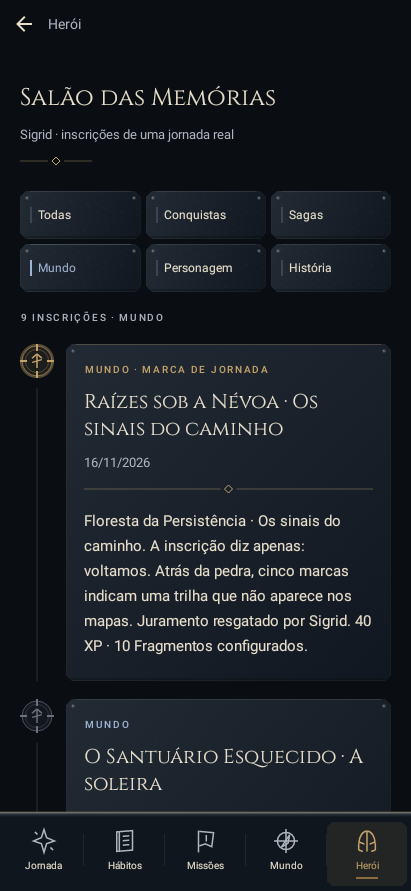 Herói
Salão das Memórias
Sigrid · inscrições de uma jornada real
Todas
Conquistas
Sagas
Mundo
Personagem
História
9 INSCRIÇÕES · MUNDO
MUNDO · MARCA DE JORNADA
Raízes sob a Névoa · Os
sinais do caminho
16/11/2026
Floresta da Persistência · Os sinais do
caminho. A inscrição diz apenas:
voltamos. Atrás da pedra, cinco marcas
indicam uma trilha que não aparece nos
mapas. Juramento resgatado por Sigrid. 40
XP · 10 Fragmentos configurados.
MUNDO
O Santuário Esquecido · A
soleira
Jornada
Hábitos
Missões
Mundo
Herói